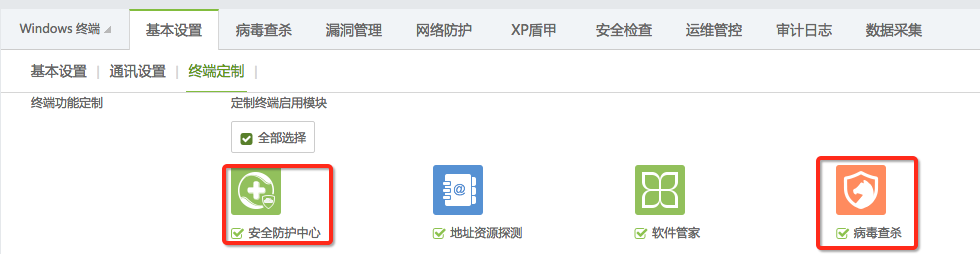 Windows 终端 基本设置 病毒查杀 漏洞管理 网络防护 XP盾甲 安全检查 运维管控 审计日志 数据采集
基本设置 | 通讯设置 | 终端定制 |
终端功能定制 定制终端启用模块
全部选择
安全防护中心 地址资源探测 软件管家 病毒查杀